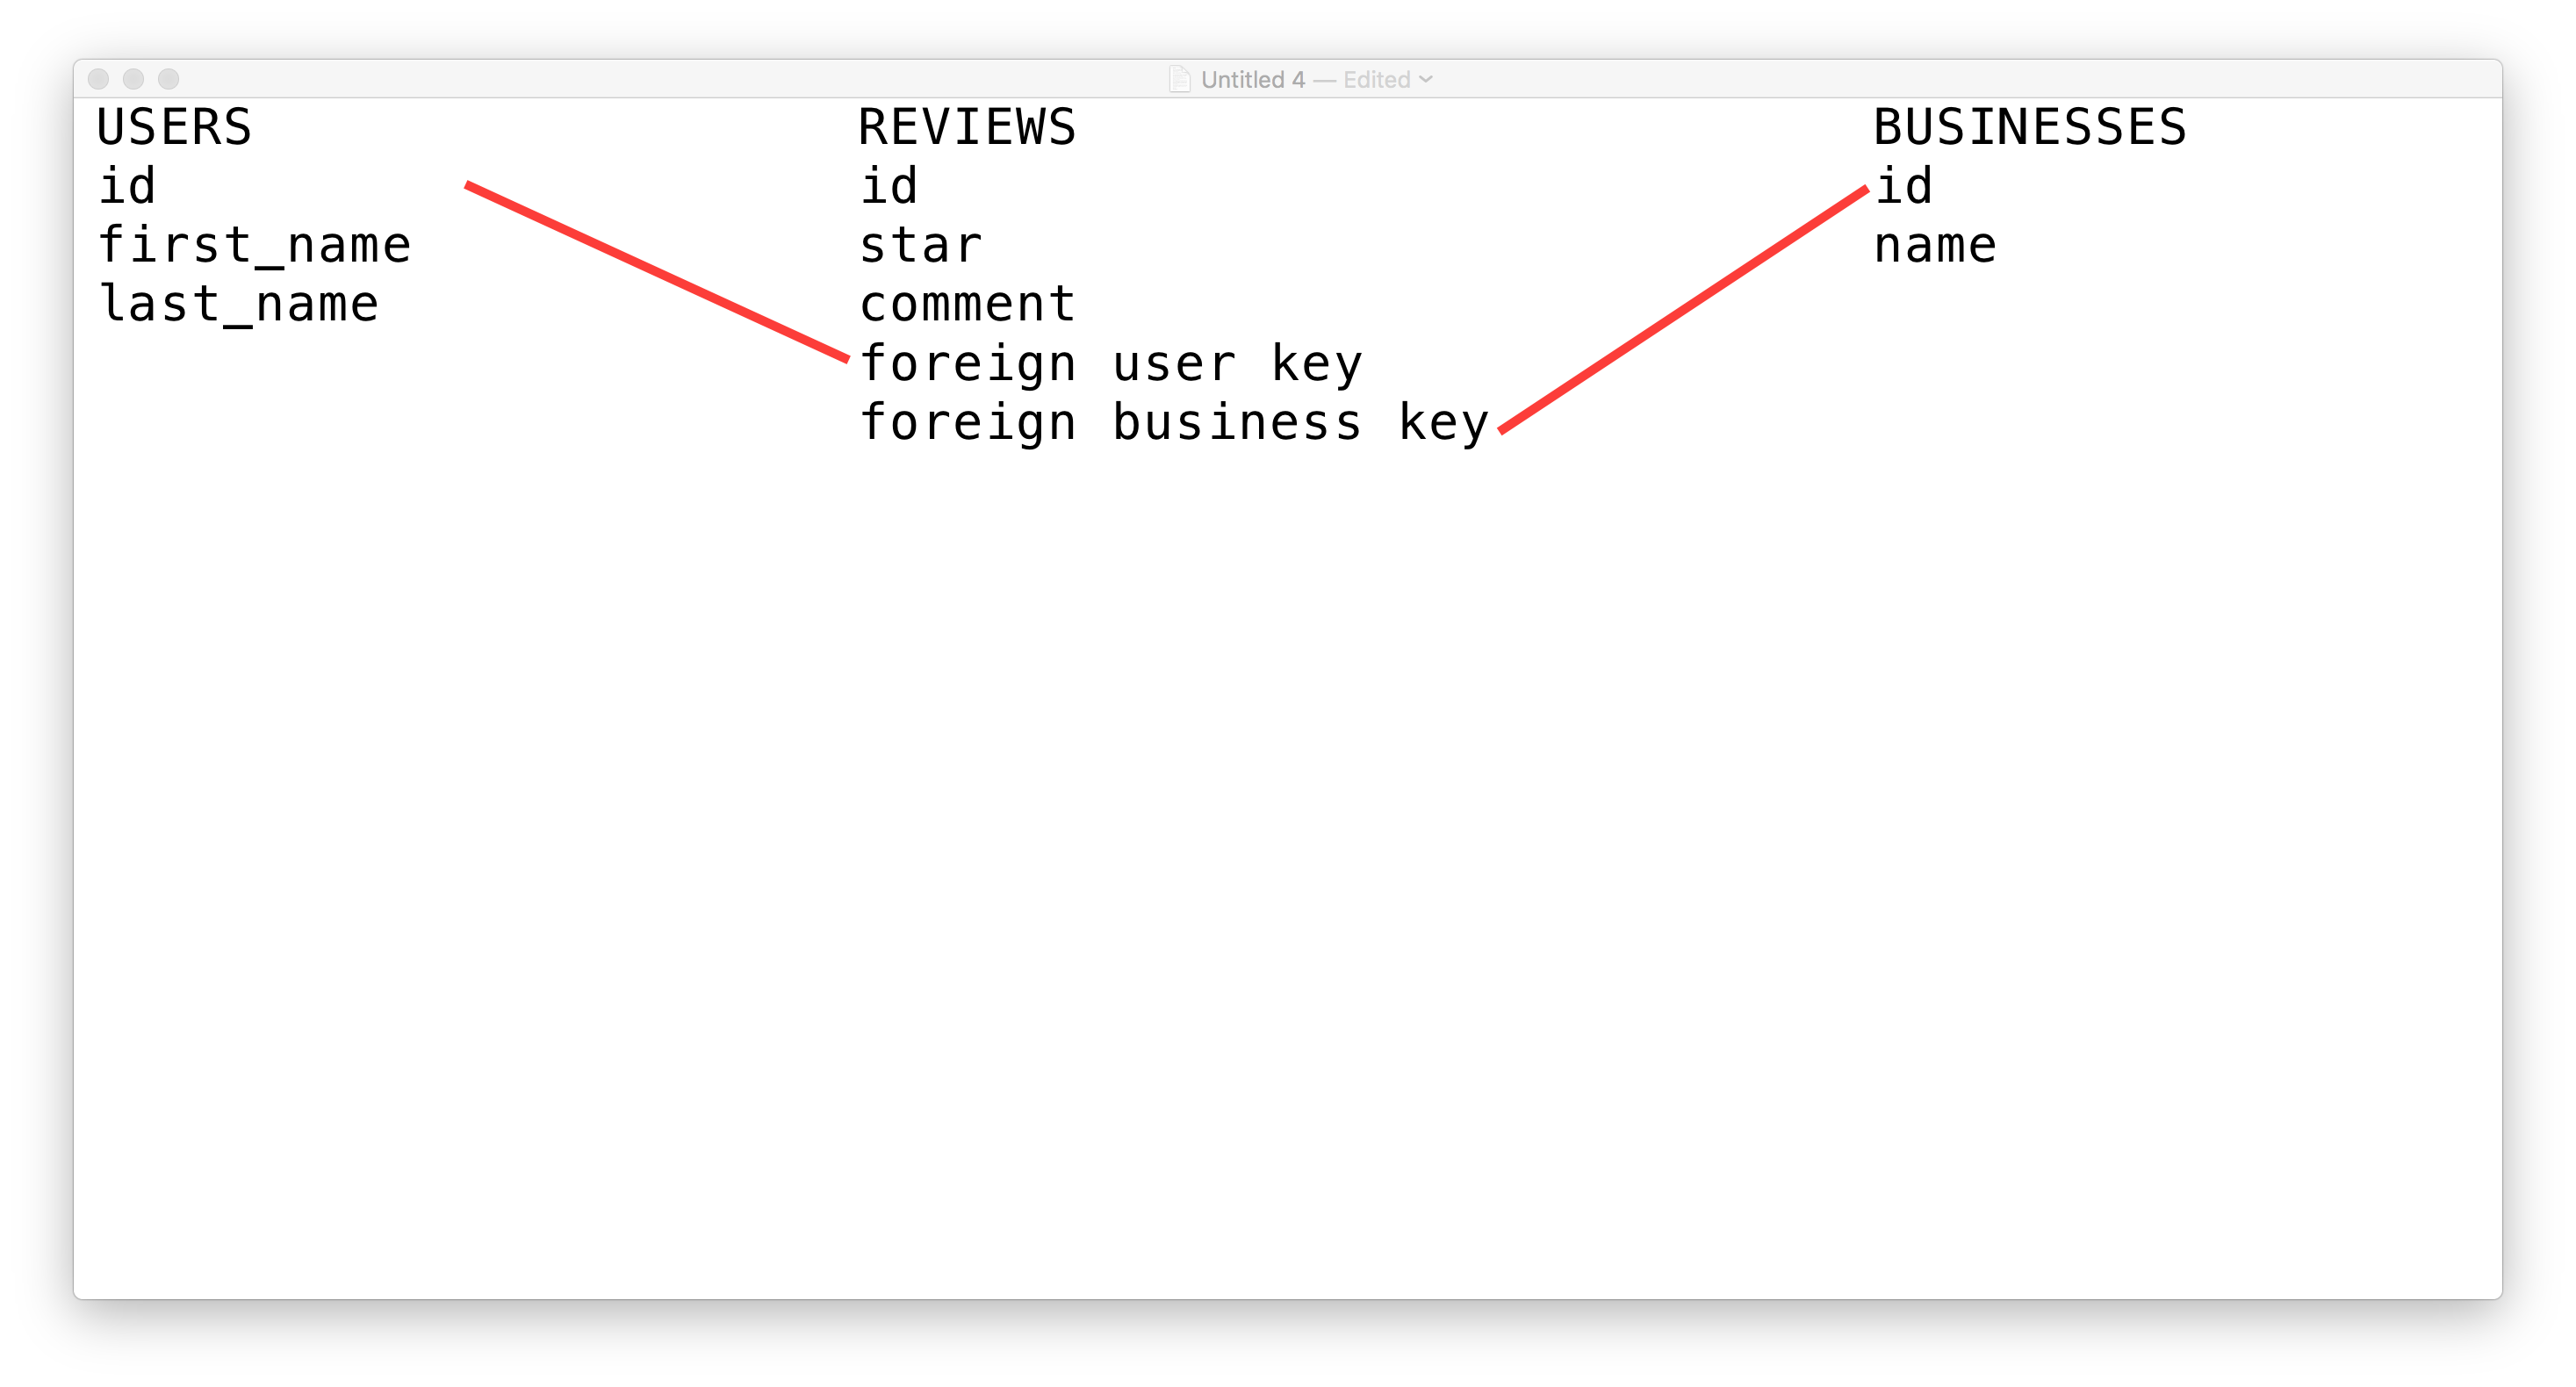 Untitled 4 — Edited
USERS
id
first_name
last_name
REVIEWS
id
star
comment
foreign user key
foreign business key
BUSINESSES
id
name